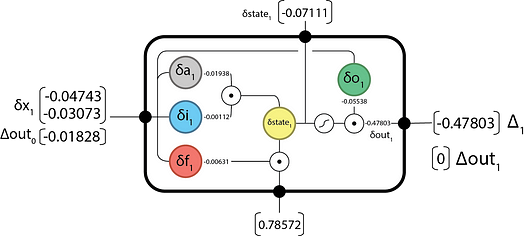 δstate₁ [-0.07111]
δa₁ -0.01938
δo₁
-0.05538
δx₁ [-0.04743
-0.03073]
Δout₀ [-0.01828]
δi₁ -0.00112
δstate₁
-0.47803
δout₁
[-0.47803] Δ₁
[0] Δout₁
δf₁ -0.00631
[0.78572]